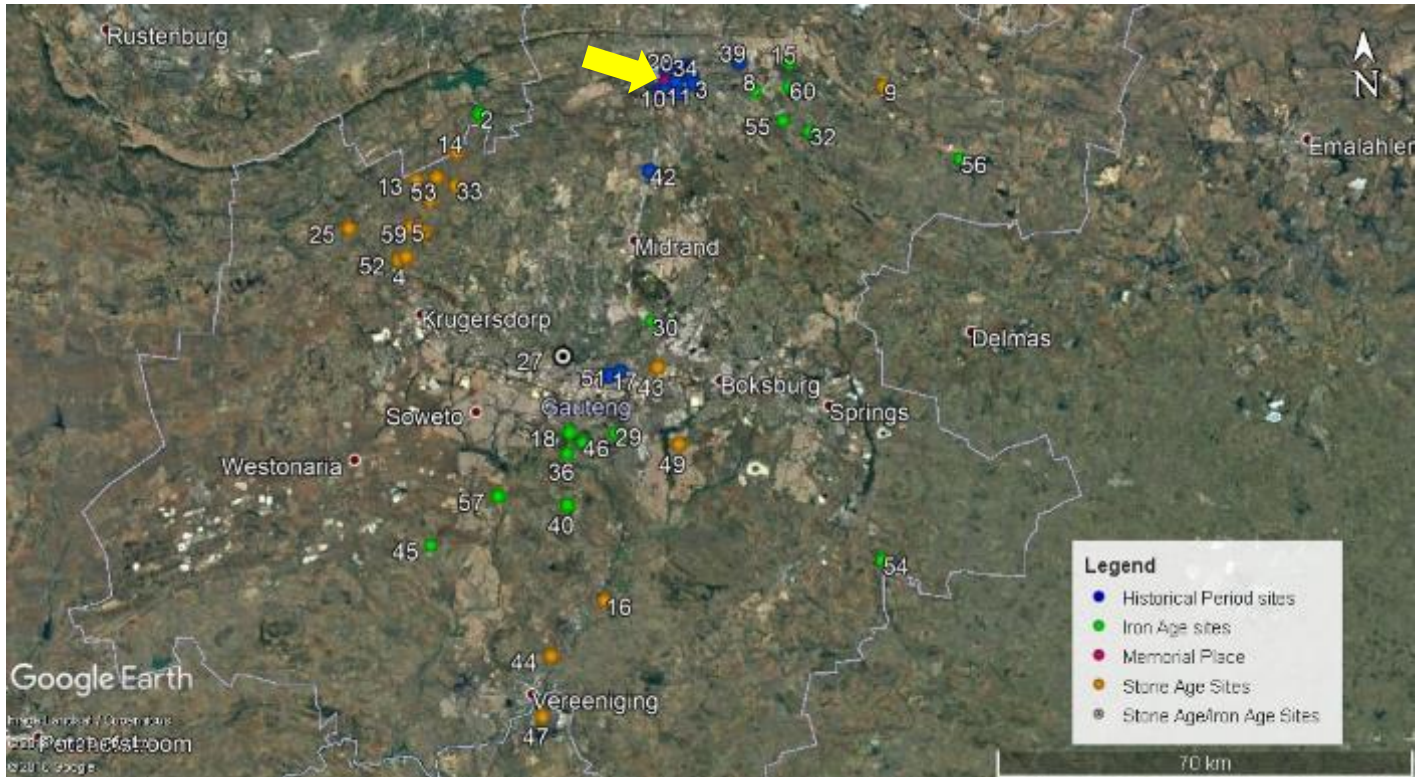 Rustenburg
20 34 39 15
10 11 3 8 60 9
N
2
55 32
Emalahler
14
56
13 53 33
42
25 59 5
Midrand
52 4
Krugersdorp
30
Delmas
27
51 17 43
Boksburg
Gauteng
Soweto
Springs
18 46 29
36 49
Westonaria
57
40
45
54
Legend
Historical Period sites
Iron Age sites
Memorial Place
Stone Age Sites
Stone Age/Iron Age Sites
16
44
Google Earth
Vereeniging
47
70 km